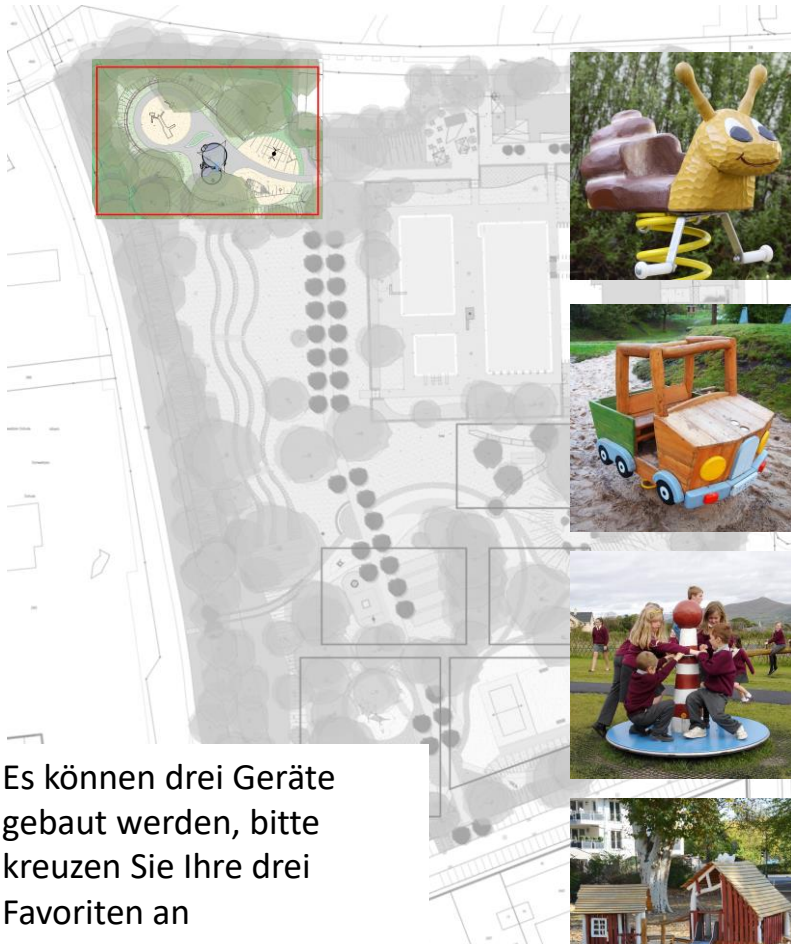 Es können drei Geräte
gebaut werden, bitte
kreuzen Sie Ihre drei
Favoriten an